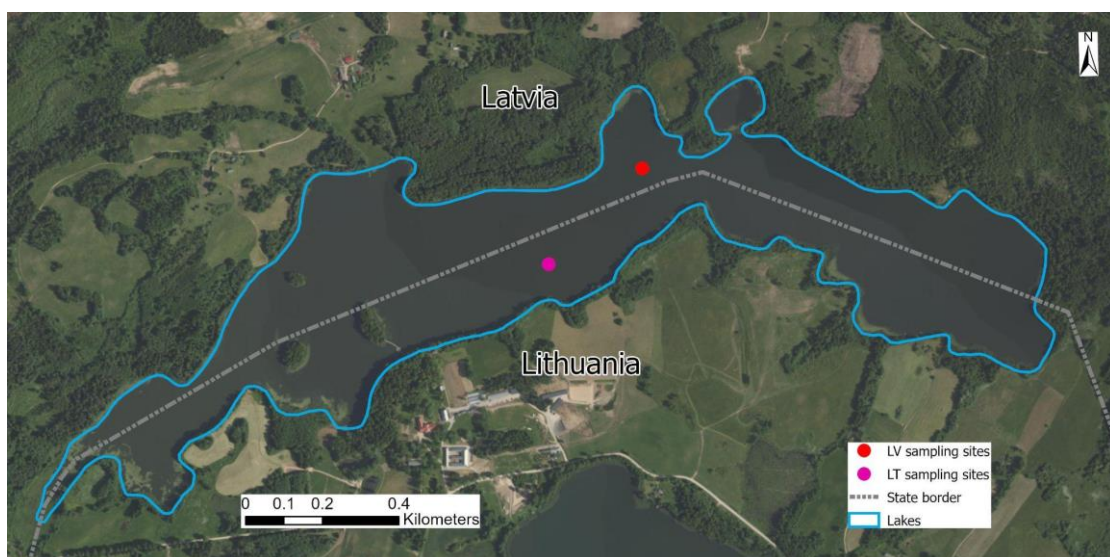 N
Latvia
Lithuania
0 0.1 0.2 0.4
Kilometers
LV sampling sites
LT sampling sites
State border
Lakes